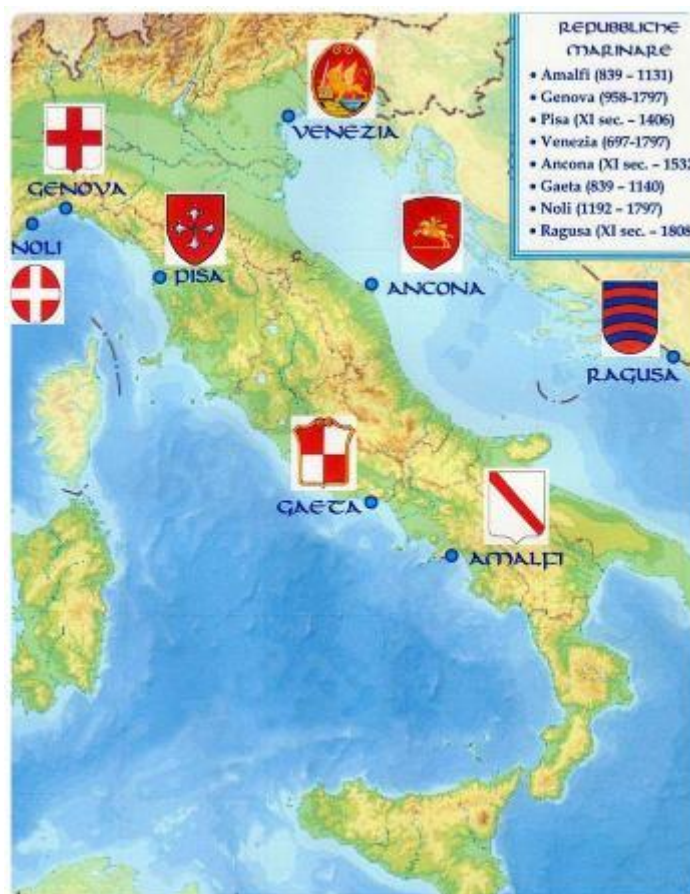 REPUBBLICHE
MARINARE
• Amalfi (839 – 1131)
• Genova (958-1797)
• Pisa (XI sec. – 1406)
• Venezia (697-1797)
• Ancona (XI sec. – 1532
• Gaeta (839 – 1140)
• Noli (1192 – 1797)
• Ragusa (XI sec. – 1808
VENEZIA
GENOVA
NOLI
PISA
ANCONA
RAGUSA
GAETA
AMALFI